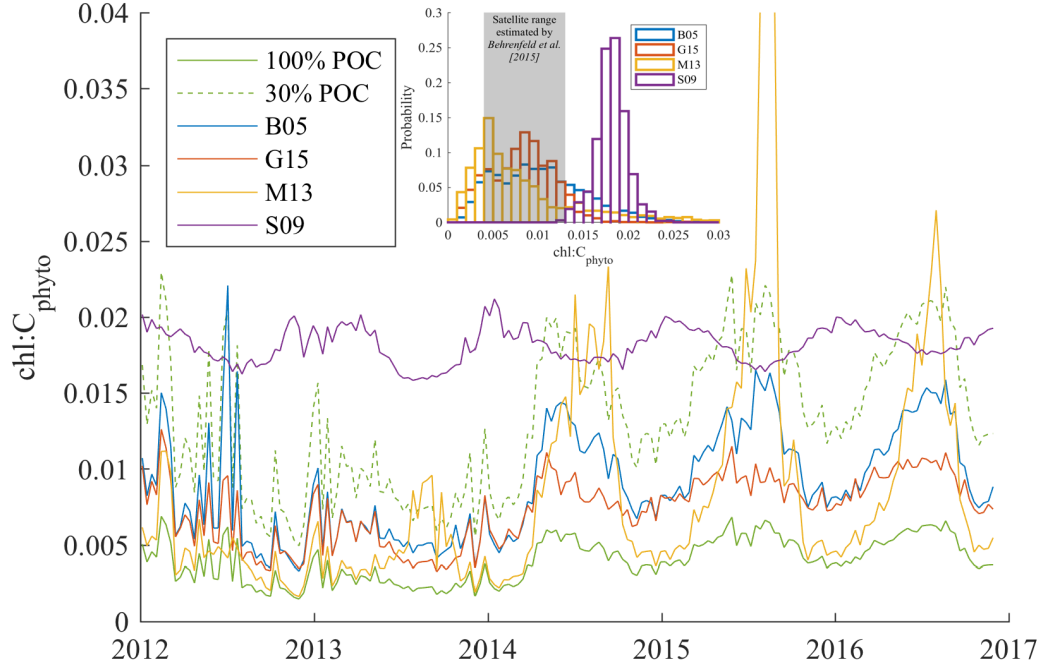 0.04
0.035
0.03
0.025
0.02
0.015
0.01
0.005
0
chl:C_phyto
2012
2013
2014
2015
2016
2017
100% POC
30% POC
B05
G15
M13
S09
0.3
0.25
0.2
0.15
0.1
0.05
0
Probability
Satellite range
estimated by
Behrenfeld et al.
[2015]
B05
G15
M13
S09
0
0.005
0.01
0.015
0.02
0.025
0.03
chl:C_phyto